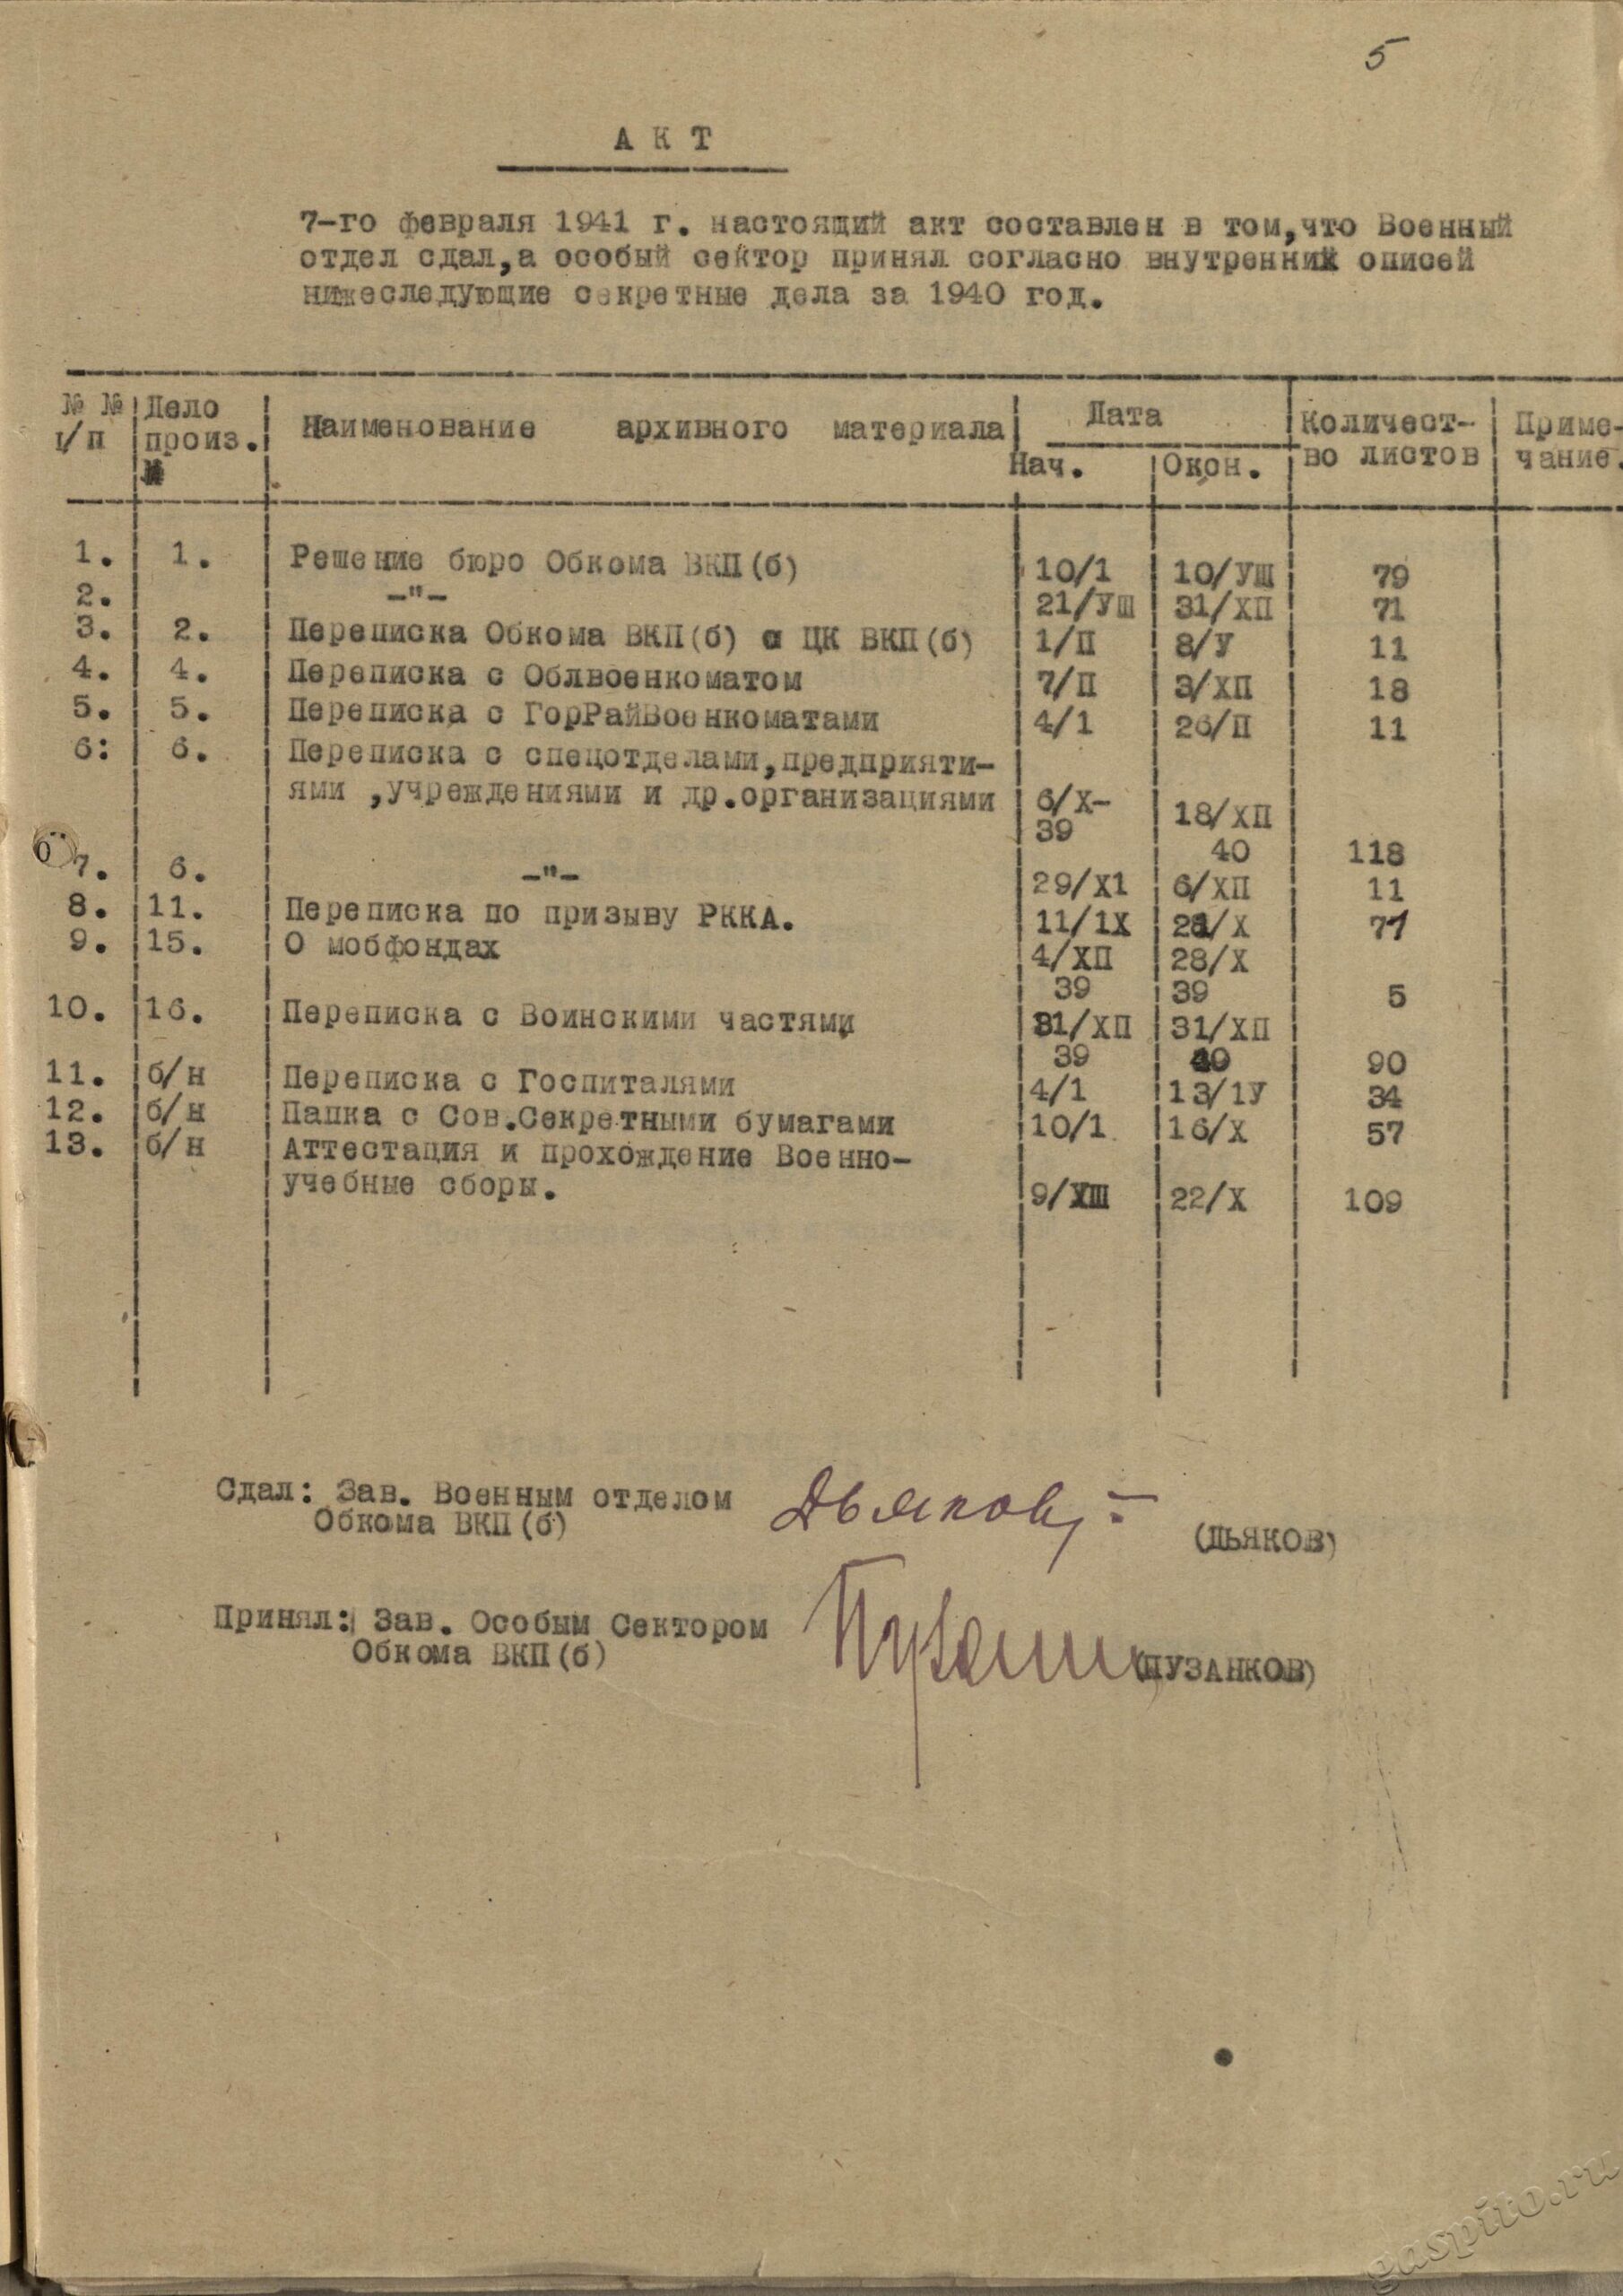 5
АКТ
7-го февраля 1941 г. настоящий акт составлен в том,что Военный
отдел сдал,а особый сектор принял согласно внутренних описей
нижеследующие секретные дела за 1940 год.
№ № Дело Наименование архивного материала Дата Количест- Приме-
п/п произ. № Нач. Окон. во листов чание.
1. 1. Решение бюро Обкома ВКП(б) 10/1 10/УШ 79
2. -"- 21/УШ 31/ХП 71
3. 2. Переписка Обкома ВКП(б) с ЦК ВКП(б) 1/П 8/У 11
4. 4. Переписка с Облвоенкоматом 7/П 3/ХП 18
5. 5. Переписка с ГорРайВоенкоматами 4/1 26/П 11
6: 6. Переписка с спецотделами,предприяти-
ями ,учреждениями и др.организациями 6/Х- 18/ХП
39 40 118
7. 6. -"- 29/Х1 6/ХП 11
8. 11. Переписка по призыву РККА. 11/1Х /Х 71
9. 15. О мобфондах 4/ХП 28/Х
39 39 5
10. 16. Переписка с Воинскими частями 31/ХП 31/ХП
39 40 90
11. б/н Переписка с Госпиталями 4/1 13/1У 34
12. б/н Папка с Сов.Секретными бумагами 10/1 16/Х 57
13. б/н Аттестация и прохождение Военно-
учебные сборы. 9/УШ 22/Х 109
Сдал: Зав. Военным отделом Дьяков
Обкома ВКП(б) (ДЬЯКОВ)
Принял: Зав. Особым Сектором
Обкома ВКП(б) (ПУЗАНКОВ)
gaspito.ru